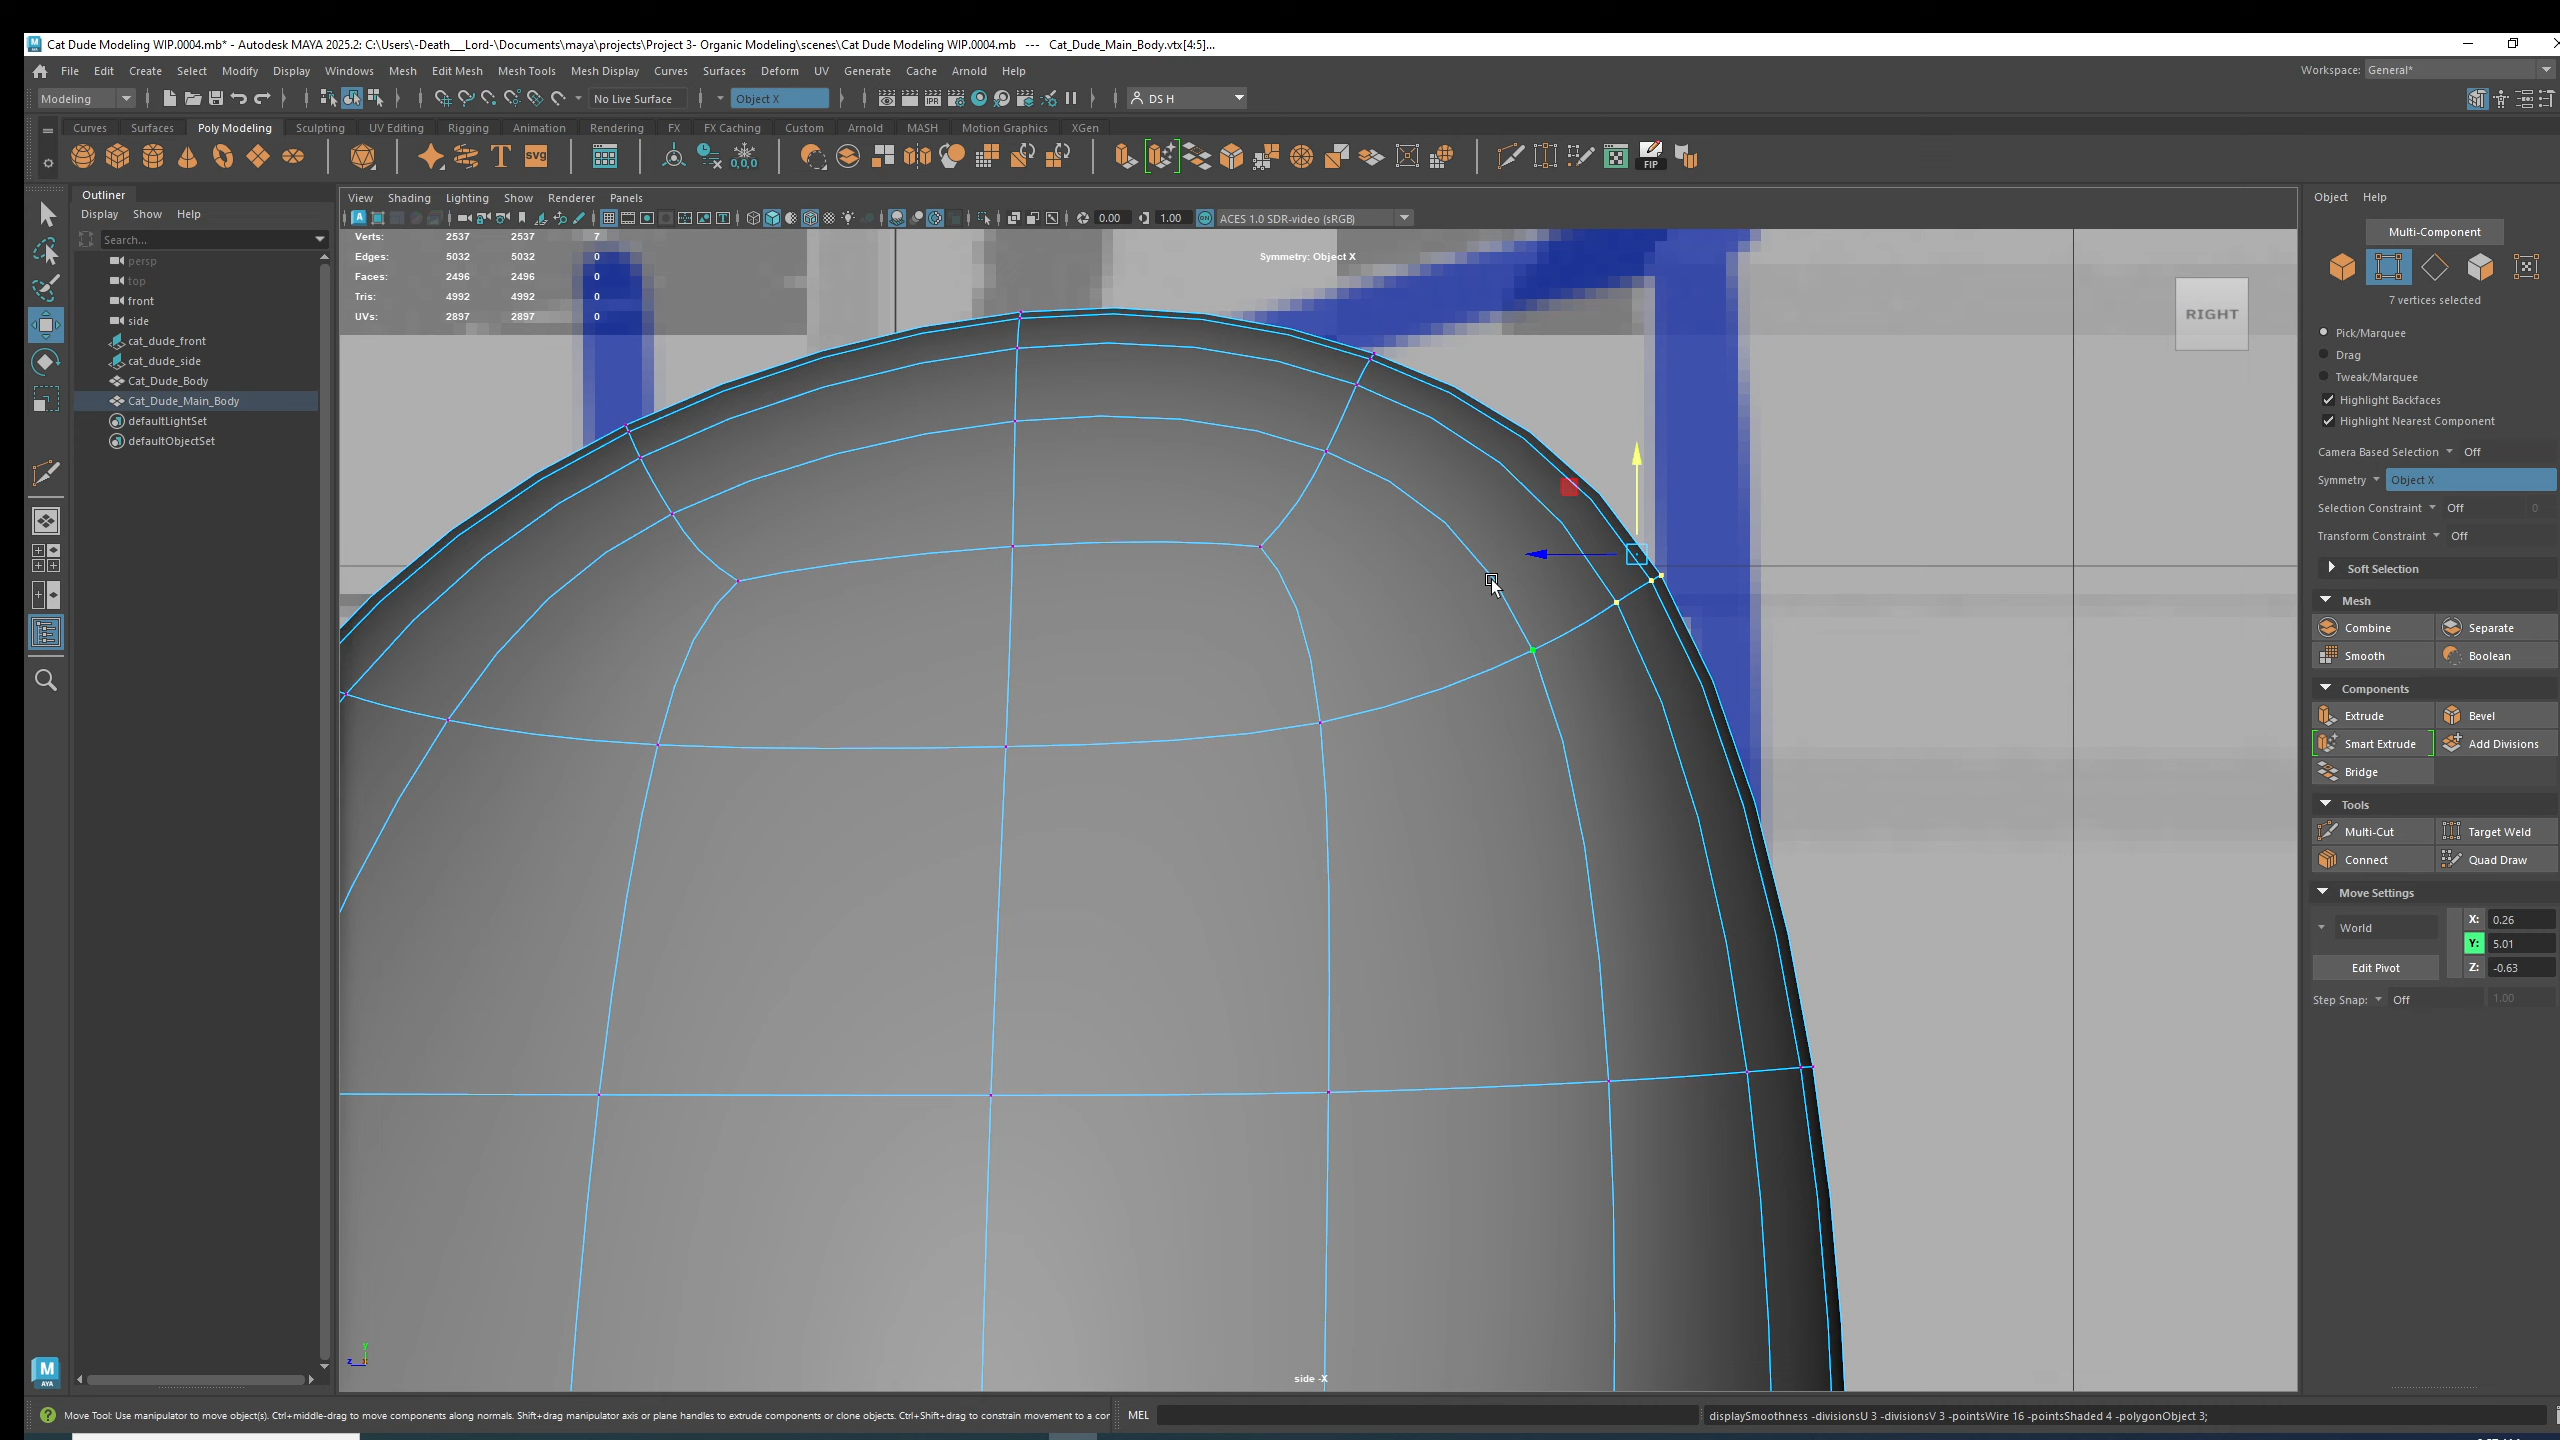 Cat Dude Modeling WIP.0004.mb* - Autodesk MAYA 2025.2: C:\Users\-Death__Lord-\Documents\maya\projects\Project 3- Organic Modeling\scenes\Cat Dude Modeling WIP.0004.mb --- Cat_Dude_Main_Body.vtx[4:5]...
File Edit Create Select Modify Display Windows Mesh Edit Mesh Mesh Tools Mesh Display Curves Surfaces Deform UV Generate Cache Arnold Help
Workspace: General*
Modeling
No Live Surface
Object X
IPR
DS H
Curves Surfaces Poly Modeling Sculpting UV Editing Rigging Animation Rendering FX FX Caching Custom Arnold MASH Motion Graphics XGen
svg
0,0,0
FIP
Outliner
Display Show Help
Search...
persp
top
front
side
cat_dude_front
cat_dude_side
Cat_Dude_Body
Cat_Dude_Main_Body
defaultLightSet
defaultObjectSet
View Shading Lighting Show Renderer Panels
0.00
1.00
ON
ACES 1.0 SDR-video (sRGB)
Verts: 2537 2537 7
Edges: 5032 5032 0
Faces: 2496 2496 0
Tris: 4992 4992 0
UVs: 2897 2897 0
Symmetry: Object X
RIGHT
y
z
side -X
Object Help
Multi-Component
7 vertices selected
Pick/Marquee
Drag
Tweak/Marquee
Highlight Backfaces
Highlight Nearest Component
Camera Based Selection Off
Symmetry Object X
Selection Constraint Off 0
Transform Constraint Off
Soft Selection
Mesh
Combine Separate
Smooth Boolean
Components
Extrude Bevel
Smart Extrude Add Divisions
Bridge
Tools
Multi-Cut Target Weld
Connect Quad Draw
Move Settings
X: 0.26
World
Y: 5.01
Edit Pivot
Z: -0.63
Step Snap: Off 1.00
M
AYA
Move Tool: Use manipulator to move object(s). Ctrl+middle-drag to move components along normals. Shift+drag manipulator axis or plane handles to extrude components or clone objects. Ctrl+Shift+drag to constrain movement to a cor
MEL
displaySmoothness -divisionsU 3 -divisionsV 3 -pointsWire 16 -pointsShaded 4 -polygonObject 3;